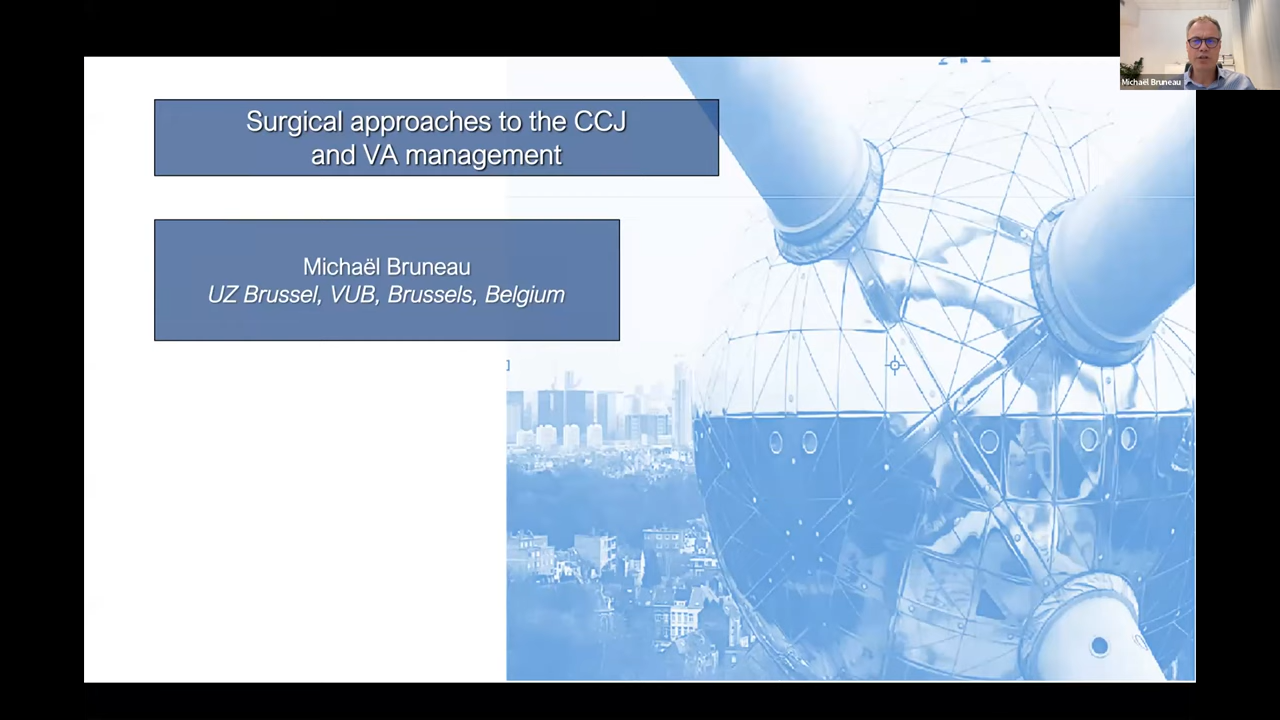 Surgical approaches to the CCJ
and VA management
Michaël Bruneau
UZ Brussel, VUB, Brussels, Belgium
Michaël Bruneau